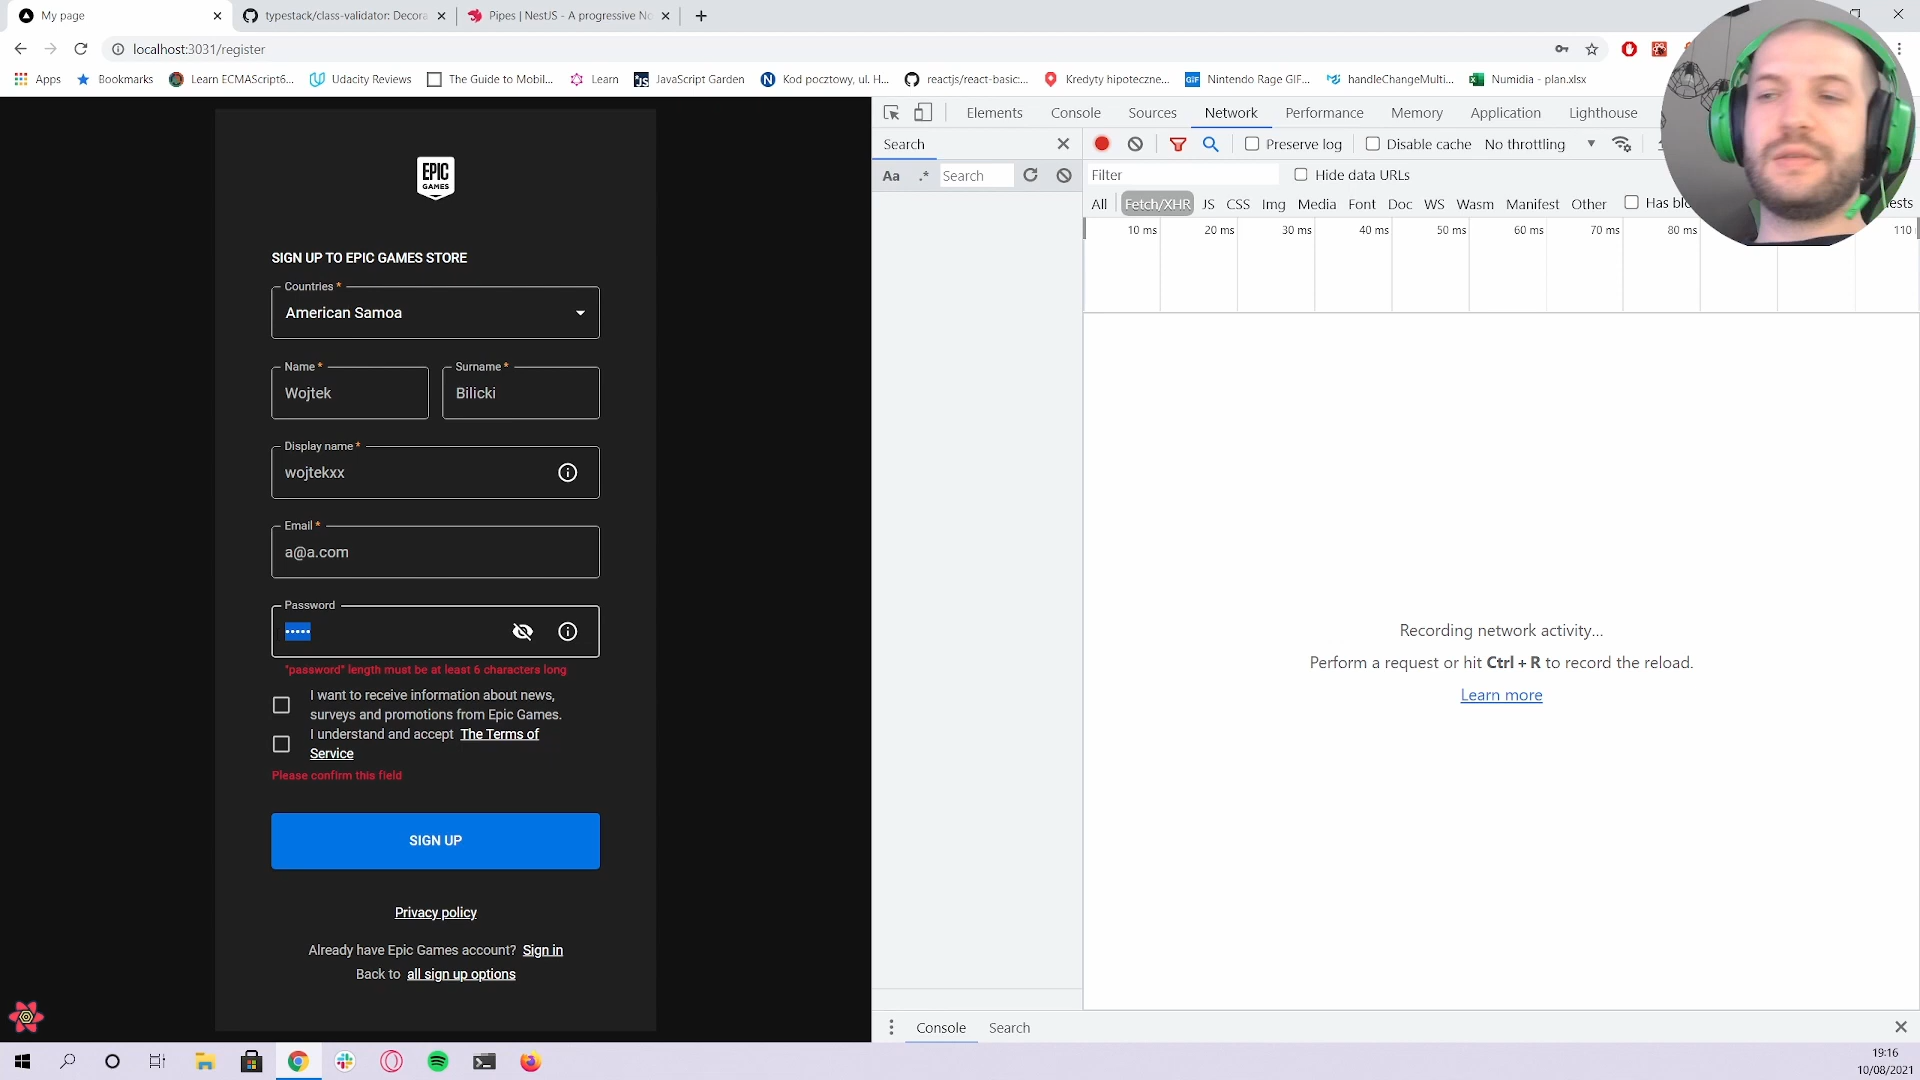 My page
typestack/class-validator: Decora
Pipes | NestJS - A progressive No
localhost:3031/register
Apps
Bookmarks
Learn ECMAScript6...
Udacity Reviews
The Guide to Mobil...
Learn
JavaScript Garden
Kod pocztowy, ul. H...
reactjs/react-basic:...
Kredyty hipoteczne...
Nintendo Rage GIF...
handleChangeMulti...
Numidia - plan.xlsx
EPIC
GAMES
SIGN UP TO EPIC GAMES STORE
Countries *
American Samoa
Name *
Wojtek
Surname *
Bilicki
Display name *
wojtekxx
Email *
a@a.com
Password
•••••
"password" length must be at least 6 characters long
I want to receive information about news,
surveys and promotions from Epic Games.
I understand and accept The Terms of
Service
Please confirm this field
SIGN UP
Privacy policy
Already have Epic Games account? Sign in
Back to all sign up options
Elements
Console
Sources
Network
Performance
Memory
Application
Lighthouse
Search
Preserve log
Disable cache
No throttling
Aa
.*
Search
Filter
Hide data URLs
All
Fetch/XHR
JS
CSS
Img
Media
Font
Doc
WS
Wasm
Manifest
Other
Has blo
ests
10 ms
20 ms
30 ms
40 ms
50 ms
60 ms
70 ms
80 ms
110
Recording network activity...
Perform a request or hit Ctrl + R to record the reload.
Learn more
Console
Search
19:16
10/08/2021